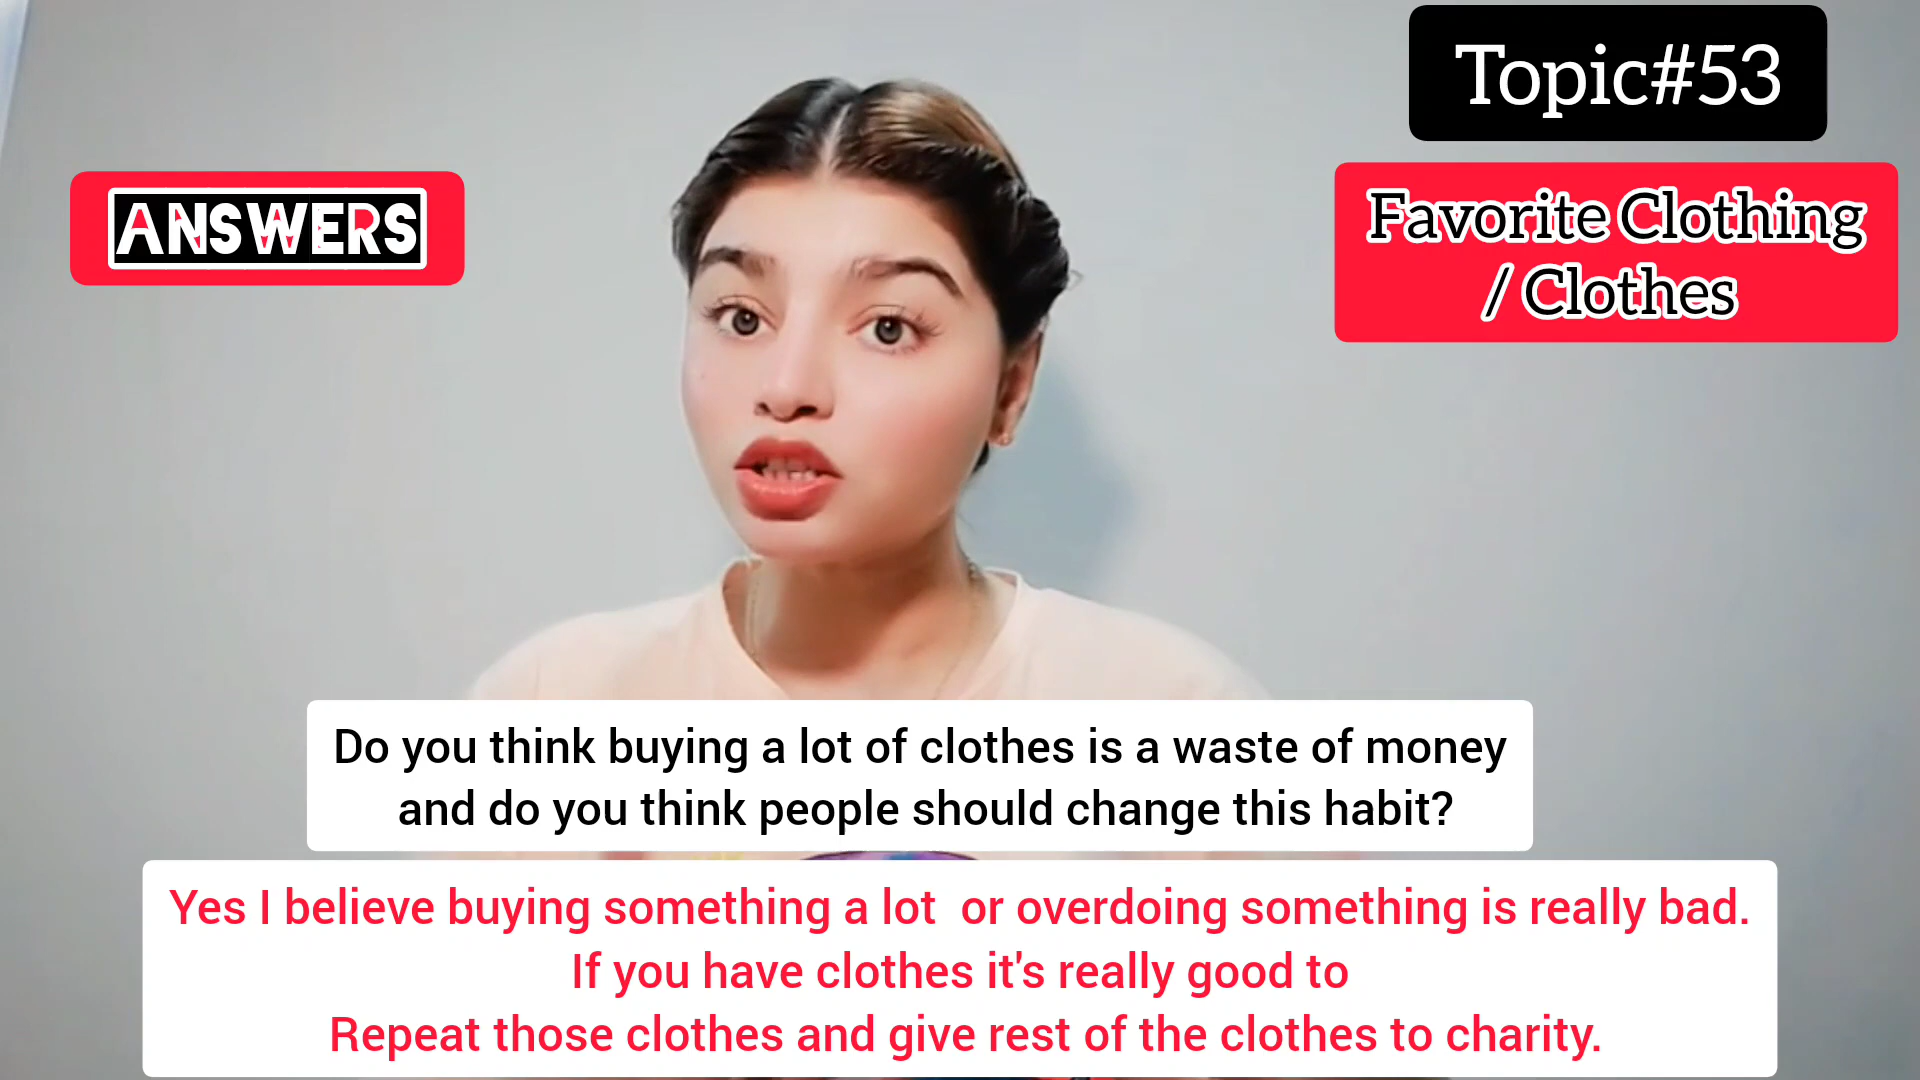 Topic#53
ANSWERS
Favorite Clothing
/ Clothes
Do you think buying a lot of clothes is a waste of money
and do you think people should change this habit?
Yes I believe buying something a lot  or overdoing something is really bad.
If you have clothes it's really good to
Repeat those clothes and give rest of the clothes to charity.